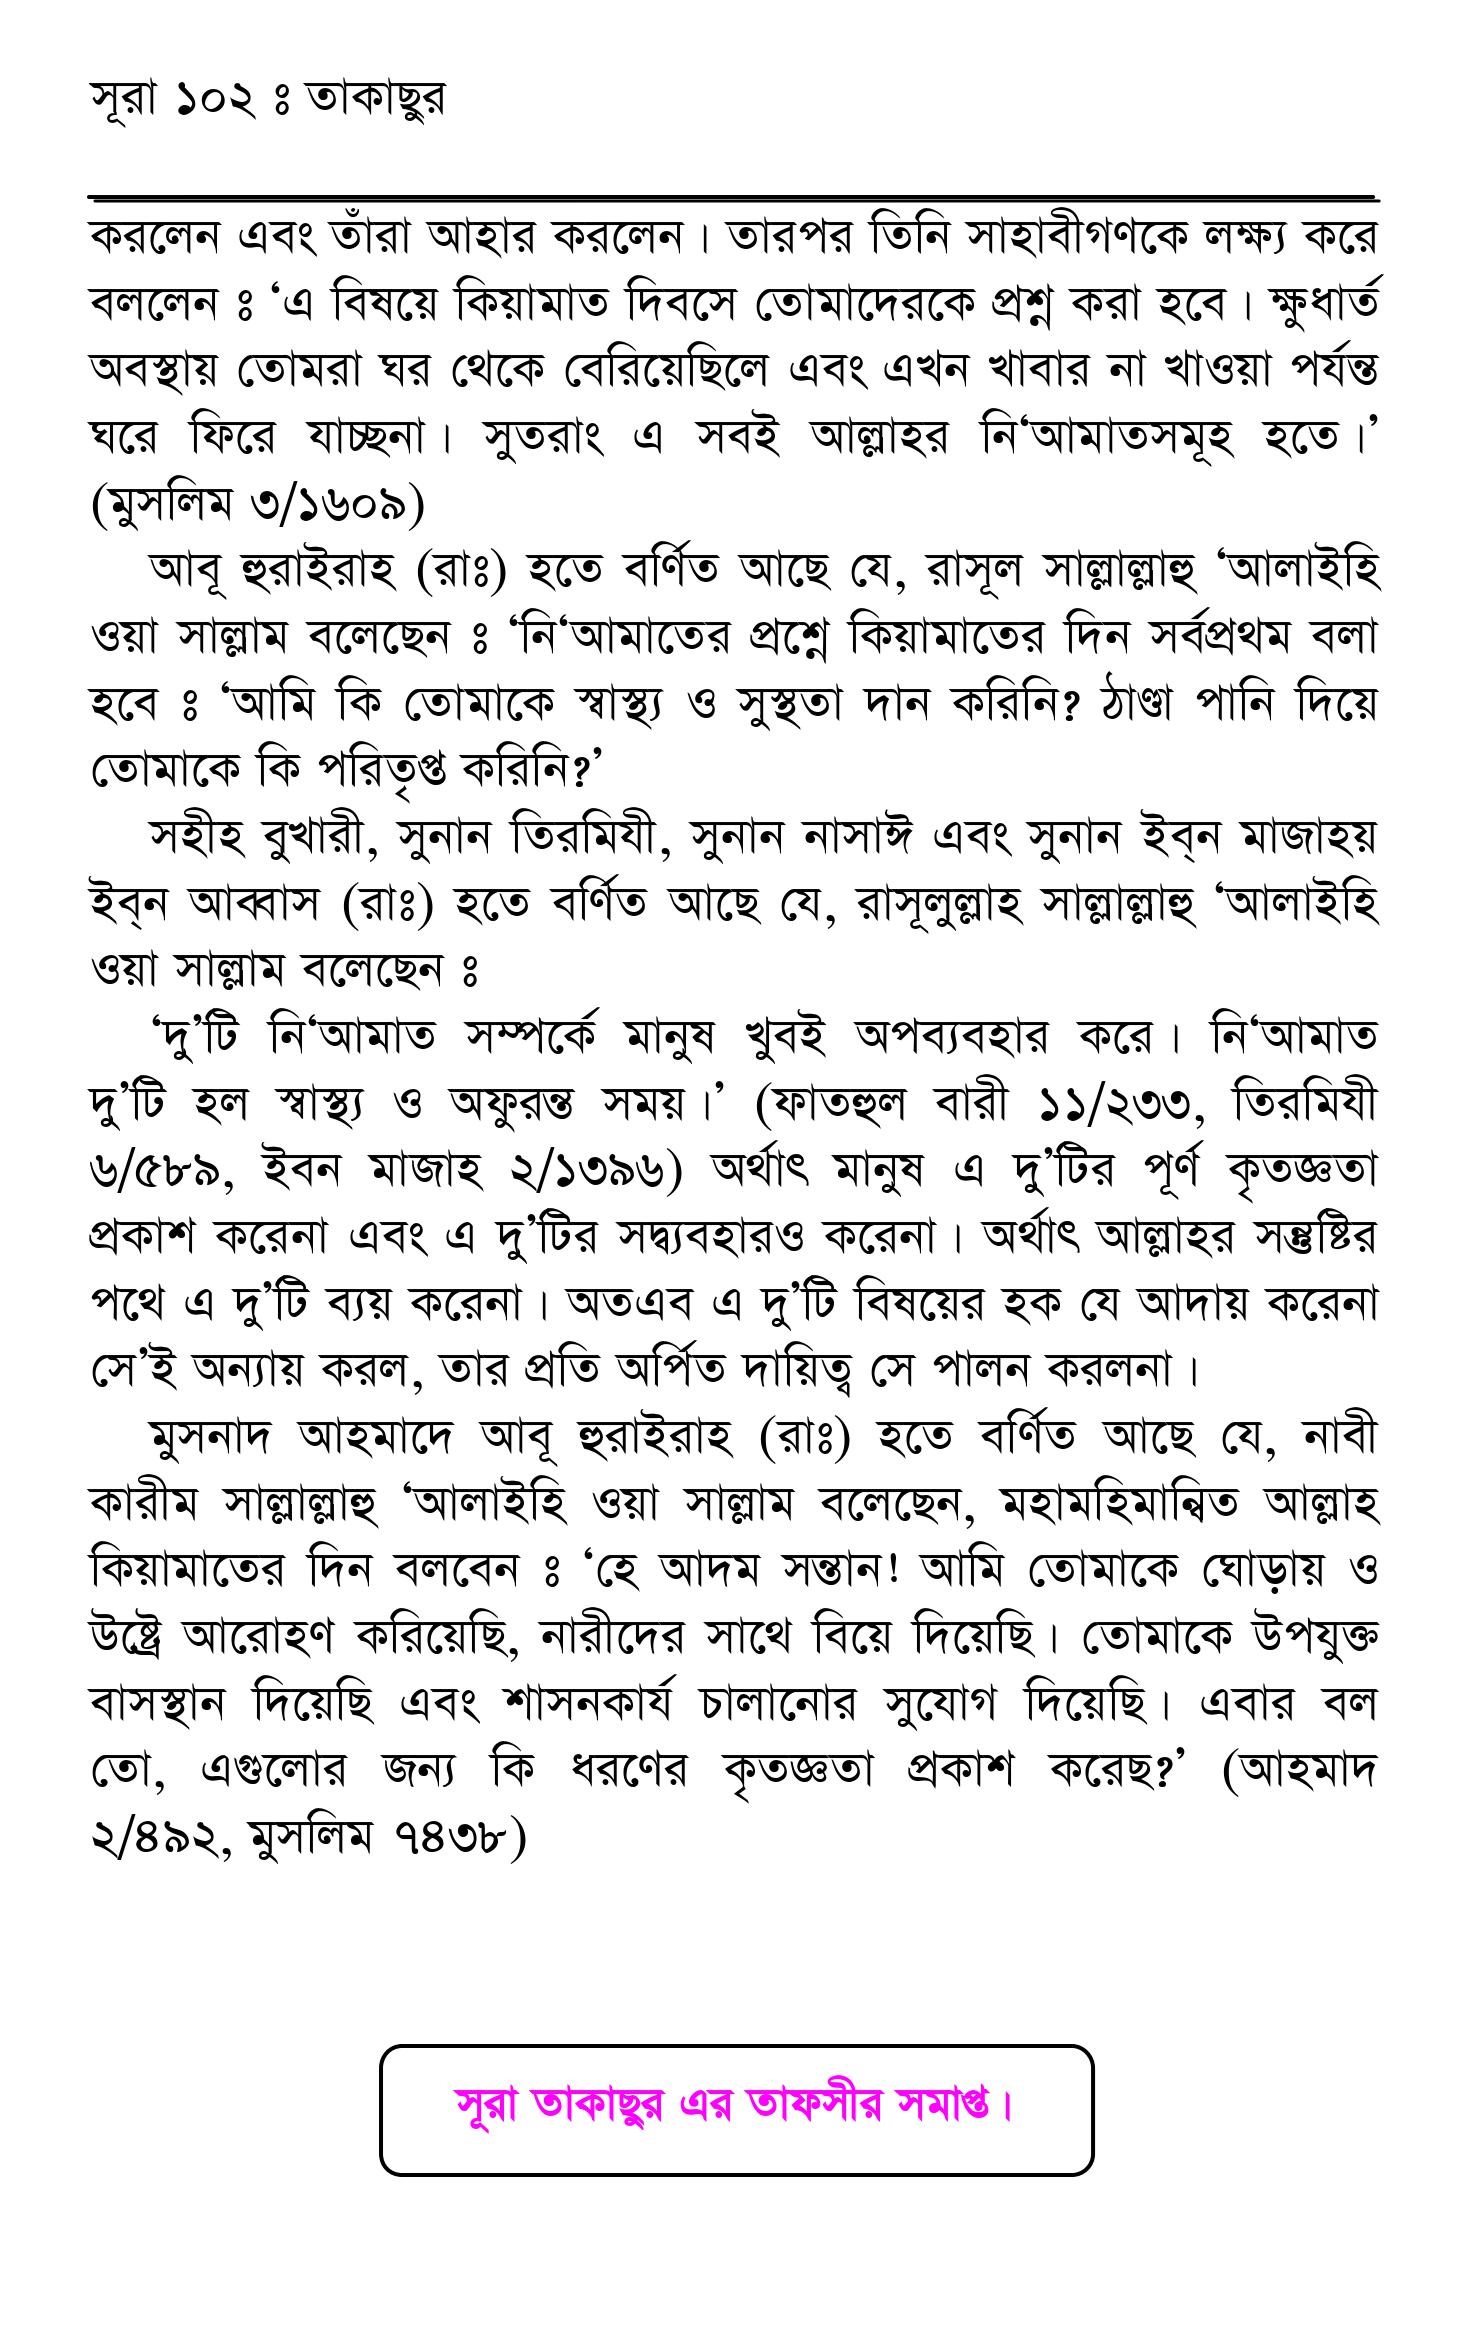 সূরা ১০২ ঃ তাকাছুর
করলেন এবং তাঁরা আহার করলেন। তারপর তিনি সাহাবীগণকে লক্ষ্য করে
বললেন ঃ ‘এ বিষয়ে কিয়ামাত দিবসে তোমাদেরকে প্রশ্ন করা হবে। ক্ষুধার্ত
অবস্থায় তোমরা ঘর থেকে বেরিয়েছিলে এবং এখন খাবার না খাওয়া পর্যন্ত
ঘরে ফিরে যাচ্ছনা। সুতরাং এ সবই আল্লাহর নি‘আমাতসমূহ হতে।’
(মুসলিম ৩/১৬০৯)
আবূ হুরাইরাহ (রাঃ) হতে বর্ণিত আছে যে, রাসূল সাল্লাল্লাহু ‘আলাইহি
ওয়া সাল্লাম বলেছেন ঃ ‘নি‘আমাতের প্রশ্নে কিয়ামাতের দিন সর্বপ্রথম বলা
হবে ঃ ‘আমি কি তোমাকে স্বাস্থ্য ও সুস্থতা দান করিনি? ঠাণ্ডা পানি দিয়ে
তোমাকে কি পরিতৃপ্ত করিনি?’
সহীহ বুখারী, সুনান তিরমিযী, সুনান নাসাঈ এবং সুনান ইব্‌ন মাজাহয়
ইব্‌ন আব্বাস (রাঃ) হতে বর্ণিত আছে যে, রাসূলুল্লাহ সাল্লাল্লাহু ‘আলাইহি
ওয়া সাল্লাম বলেছেন ঃ
‘দু’টি নি‘আমাত সম্পর্কে মানুষ খুবই অপব্যবহার করে। নি‘আমাত
দু’টি হল স্বাস্থ্য ও অফুরন্ত সময়।’ (ফাতহুল বারী ১১/২৩৩, তিরমিযী
৬/৫৮৯, ইবন মাজাহ ২/১৩৯৬) অর্থাৎ মানুষ এ দু’টির পূর্ণ কৃতজ্ঞতা
প্রকাশ করেনা এবং এ দু’টির সদ্ব্যবহারও করেনা। অর্থাৎ আল্লাহর সন্তুষ্টির
পথে এ দু’টি ব্যয় করেনা। অতএব এ দু’টি বিষয়ের হক যে আদায় করেনা
সে’ই অন্যায় করল, তার প্রতি অর্পিত দায়িত্ব সে পালন করলনা।
মুসনাদ আহমাদে আবূ হুরাইরাহ (রাঃ) হতে বর্ণিত আছে যে, নাবী
কারীম সাল্লাল্লাহু ‘আলাইহি ওয়া সাল্লাম বলেছেন, মহামহিমান্বিত আল্লাহ
কিয়ামাতের দিন বলবেন ঃ ‘হে আদম সন্তান! আমি তোমাকে ঘোড়ায় ও
উষ্ট্রে আরোহণ করিয়েছি, নারীদের সাথে বিয়ে দিয়েছি। তোমাকে উপযুক্ত
বাসস্থান দিয়েছি এবং শাসনকার্য চালানোর সুযোগ দিয়েছি। এবার বল
তো, এগুলোর জন্য কি ধরণের কৃতজ্ঞতা প্রকাশ করেছ?’ (আহমাদ
২/৪৯২, মুসলিম ৭৪৩৮)
সূরা তাকাছুর এর তাফসীর সমাপ্ত।